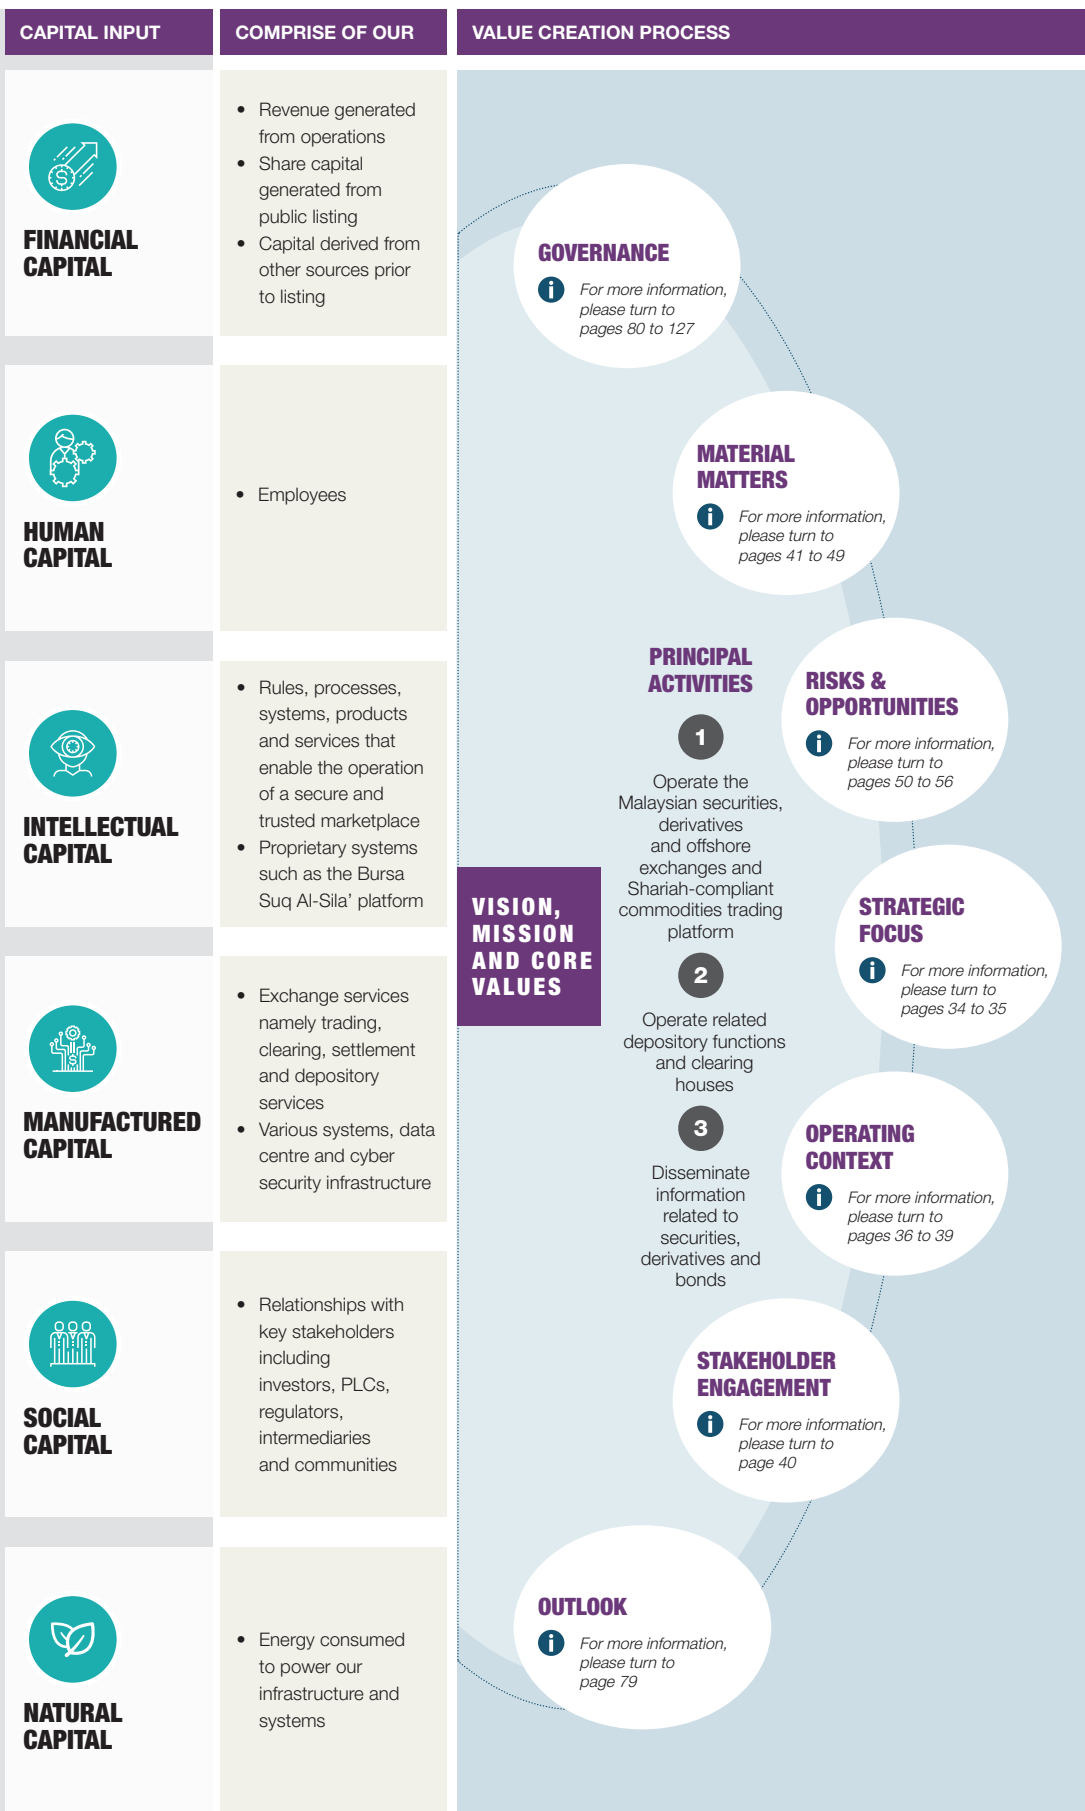 CAPITAL INPUT
COMPRISE OF OUR
VALUE CREATION PROCESS
FINANCIAL
CAPITAL
• Revenue generated
from operations
• Share capital
generated from
public listing
• Capital derived from
other sources prior
to listing
HUMAN
CAPITAL
• Employees
INTELLECTUAL
CAPITAL
• Rules, processes,
systems, products
and services that
enable the operation
of a secure and
trusted marketplace
• Proprietary systems
such as the Bursa
Suq Al-Sila’ platform
MANUFACTURED
CAPITAL
• Exchange services
namely trading,
clearing, settlement
and depository
services
• Various systems, data
centre and cyber
security infrastructure
SOCIAL
CAPITAL
• Relationships with
key stakeholders
including
investors, PLCs,
regulators,
intermediaries
and communities
NATURAL
CAPITAL
• Energy consumed
to power our
infrastructure and
systems
VISION,
MISSION
AND CORE
VALUES
PRINCIPAL
ACTIVITIES
1
Operate the
Malaysian securities,
derivatives
and offshore
exchanges and
Shariah-compliant
commodities trading
platform
2
Operate related
depository functions
and clearing
houses
3
Disseminate
information
related to
securities,
derivatives and
bonds
GOVERNANCE
i For more information,
please turn to
pages 80 to 127
MATERIAL
MATTERS
i For more information,
please turn to
pages 41 to 49
RISKS &
OPPORTUNITIES
i For more information,
please turn to
pages 50 to 56
STRATEGIC
FOCUS
i For more information,
please turn to
pages 34 to 35
OPERATING
CONTEXT
i For more information,
please turn to
pages 36 to 39
STAKEHOLDER
ENGAGEMENT
i For more information,
please turn to
page 40
OUTLOOK
i For more information,
please turn to
page 79